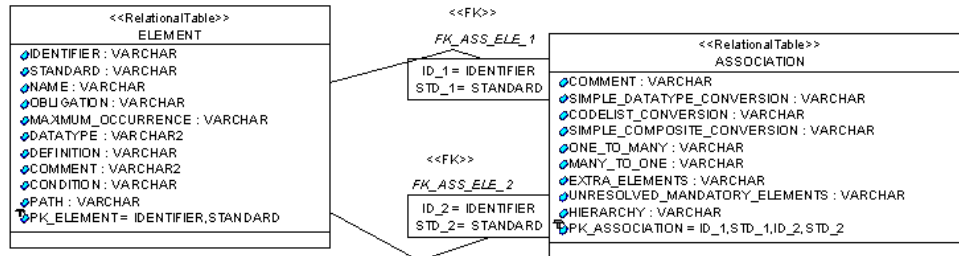 <<RelationalTable>>
ELEMENT
IDENTIFIER : VARCHAR
STANDARD : VARCHAR
NAME : VARCHAR
OBLIGATION : VARCHAR
MAXIMUM_OCCURRENCE : VARCHAR
DATATYPE : VARCHAR2
DEFINITION : VARCHAR
COMMENT : VARCHAR2
CONDITION : VARCHAR
PATH : VARCHAR
PK_ELEMENT= IDENTIFIER,STANDARD
<<FK>>
FK_ASS_ELE_1
ID_1 = IDENTIFIER
STD_1= STANDARD
<<FK>>
FK_ASS_ELE_2
ID_2 = IDENTIFIER
STD_2= STANDARD
<<RelationalTable>>
ASSOCIATION
COMMENT : VARCHAR
SIMPLE_DATATYPE_CONVERSION : VARCHAR
CODELIST_CONVERSION : VARCHAR
SIMPLE_COMPOSITE_CONVERSION : VARCHAR
ONE_TO_MANY : VARCHAR
MANY_TO_ONE : VARCHAR
EXTRA_ELEMENTS : VARCHAR
UNRESOLVED_MANDATORY_ELEMENTS : VARCHAR
HIERARCHY : VARCHAR
PK_ASSOCIATION = ID_1,STD_1,ID_2,STD_2